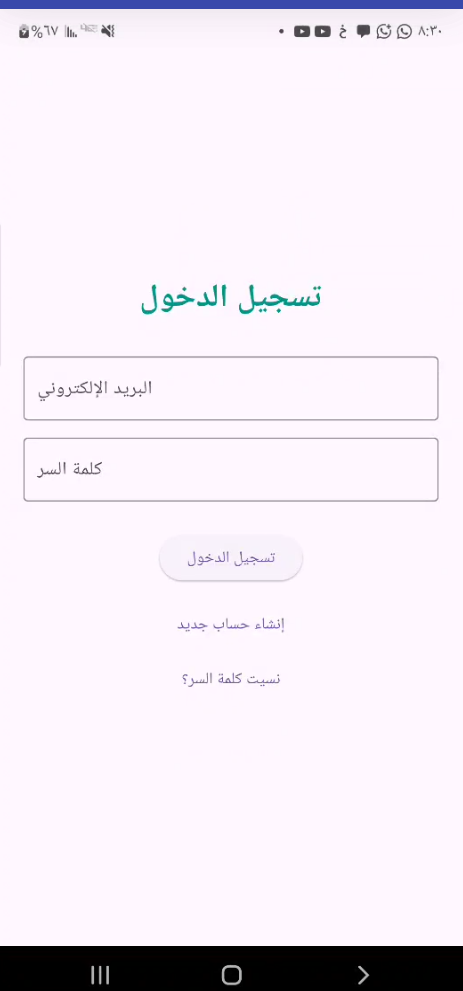 ٨:٣٠ خ %٦٧
تسجيل الدخول
البريد الإلكتروني
كلمة السر
تسجيل الدخول
إنشاء حساب جديد
نسيت كلمة السر؟